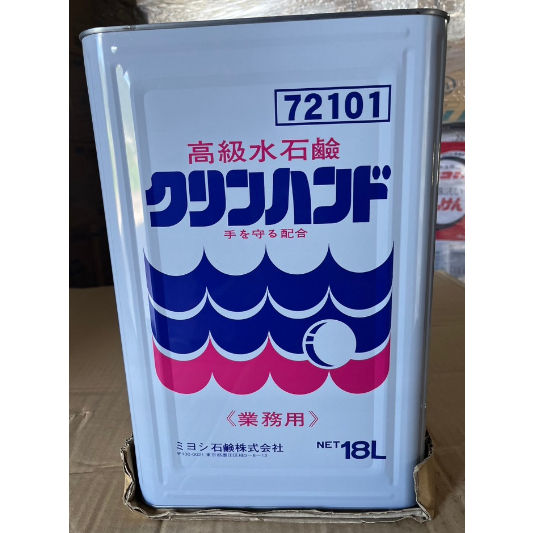 72101
高級水石鹸
クリンハンド
手を守る配合
《業務用》
ミヨシ石鹸株式会社
NET 18L